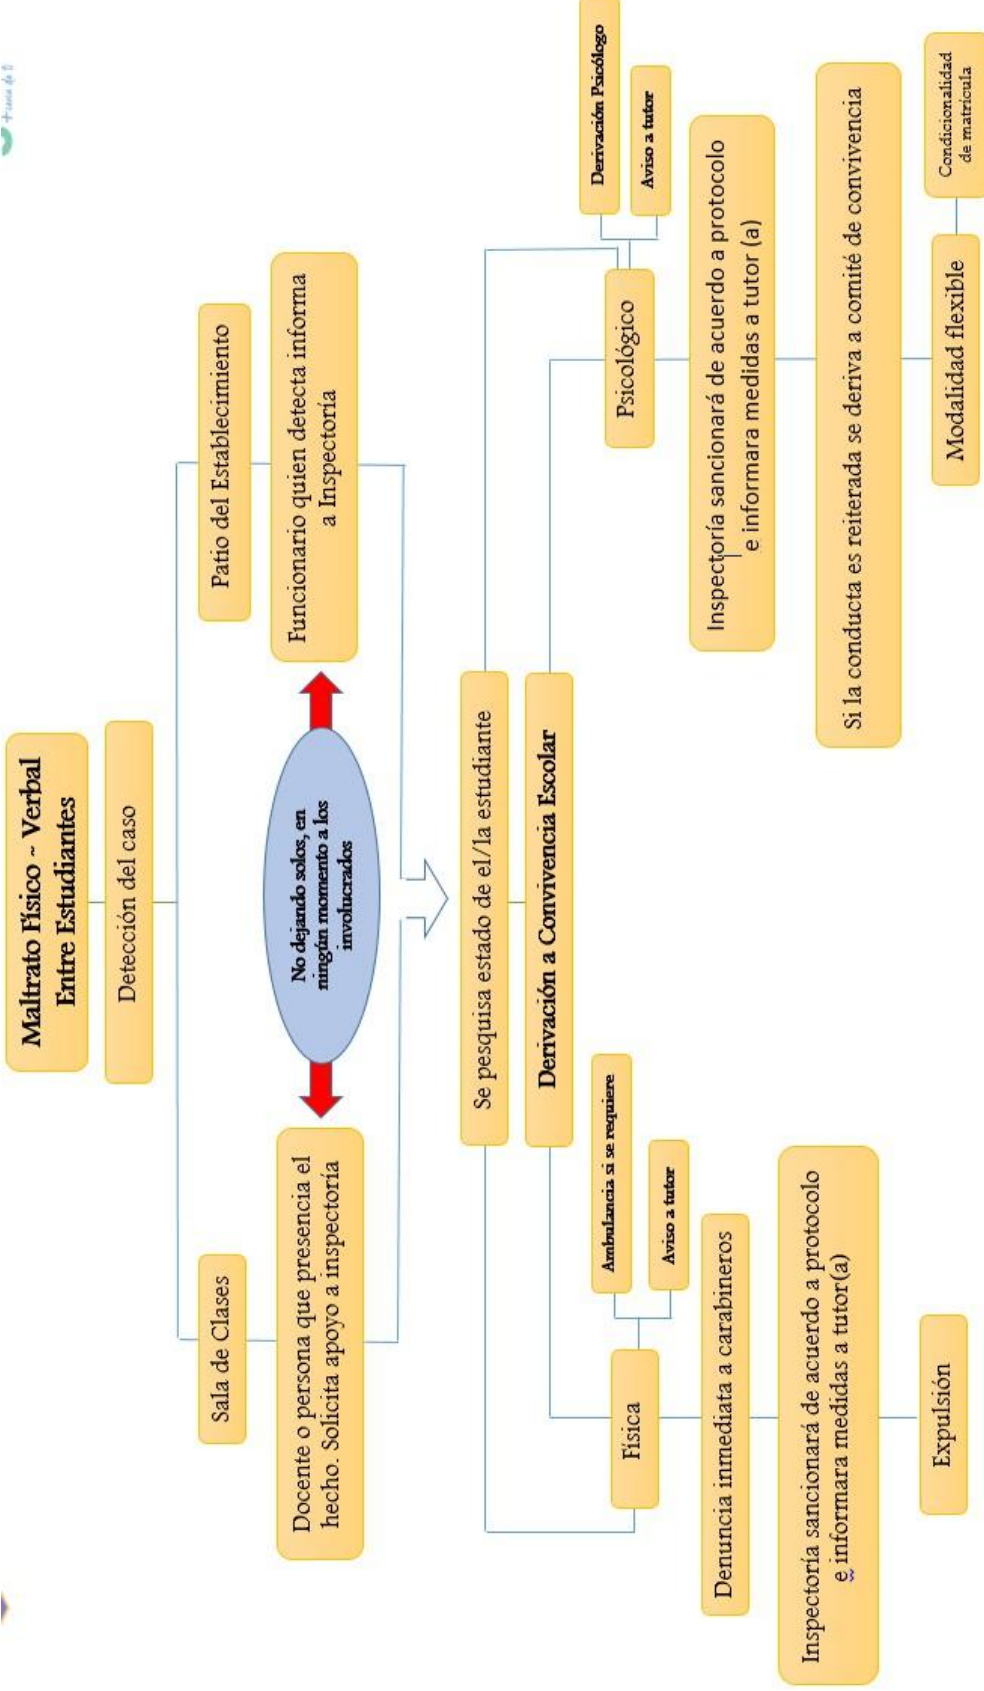 +cerca de ti
Maltrato Físico - Verbal
Entre Estudiantes
Detección del caso
Sala de Clases
Patio del Establecimiento
Docente o persona que presencia el
hecho. Solicita apoyo a inspectoría
No dejando solos, en
ningún momento a los
involucrados
Funcionario quien detecta informa
a Inspectoría
Se pesquisa estado de el/la estudiante
Derivación a Convivencia Escolar
Física
Ambulancia si se requiere
Aviso a tutor
Denuncia inmediata a carabineros
Inspectoría sancionará de acuerdo a protocolo
e informara medidas a tutor(a)
Expulsión
Psicológico
Derivación Psicólogo
Aviso a tutor
Inspectoría sancionará de acuerdo a protocolo
e informara medidas a tutor (a)
Si la conducta es reiterada se deriva a comité de convivencia
Modalidad flexible
Condicionalidad
de matrícula